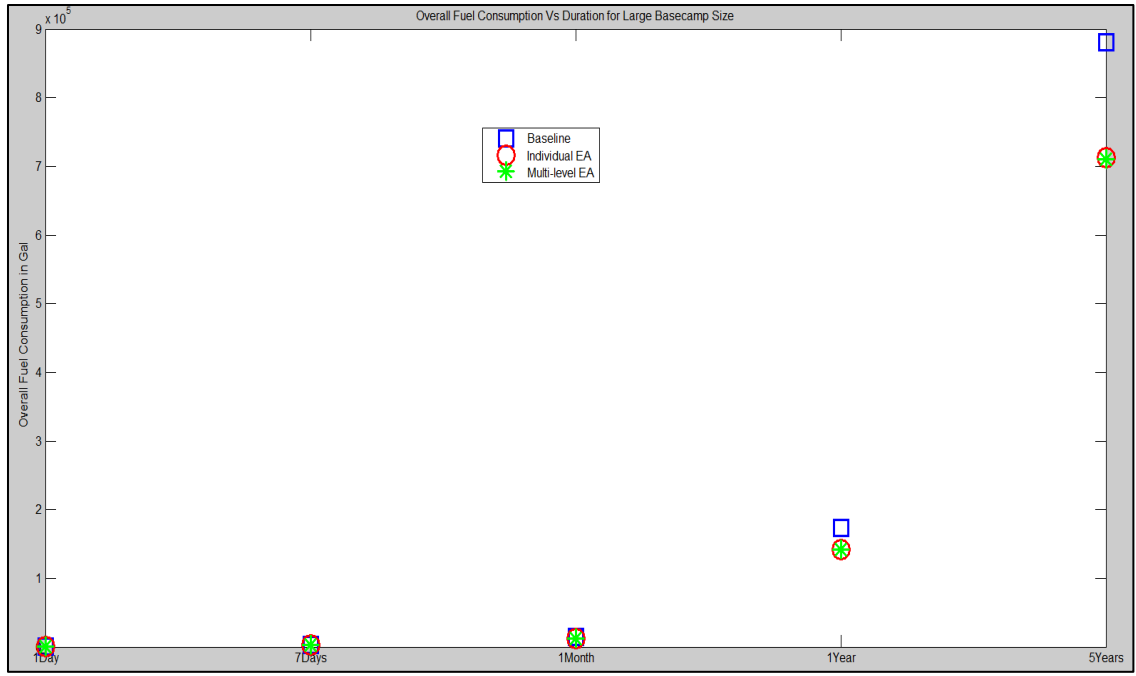 Overall Fuel Consumption Vs Duration for Large Basecamp Size
x 10^5
9
8
7
6
5
4
3
2
1
Overall Fuel Consumption in Gal
Baseline
Individual EA
Multi-level EA
1Day
7Days
1Month
1Year
5Years